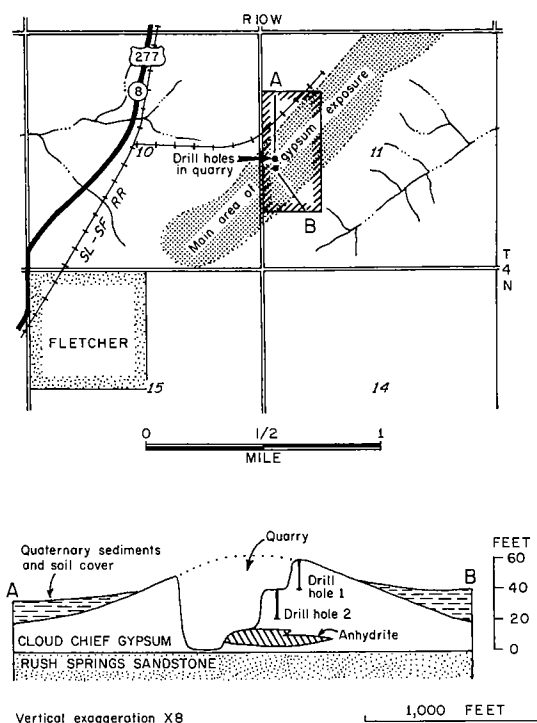 R10W
277
8
A
10
Drill holes
in quarry
Main area of gypsum exposure
11
SL-SF RR
B
T
4
N
FLETCHER
15
14
0 1/2 1
MILE
Quarry
FEET
A
Quaternary sediments
and soil cover
B
60
Drill
hole 1
40
Drill
hole 2
20
CLOUD CHIEF GYPSUM
Anhydrite
0
RUSH SPRINGS SANDSTONE
Vertical exaggeration X8
1,000 FEET